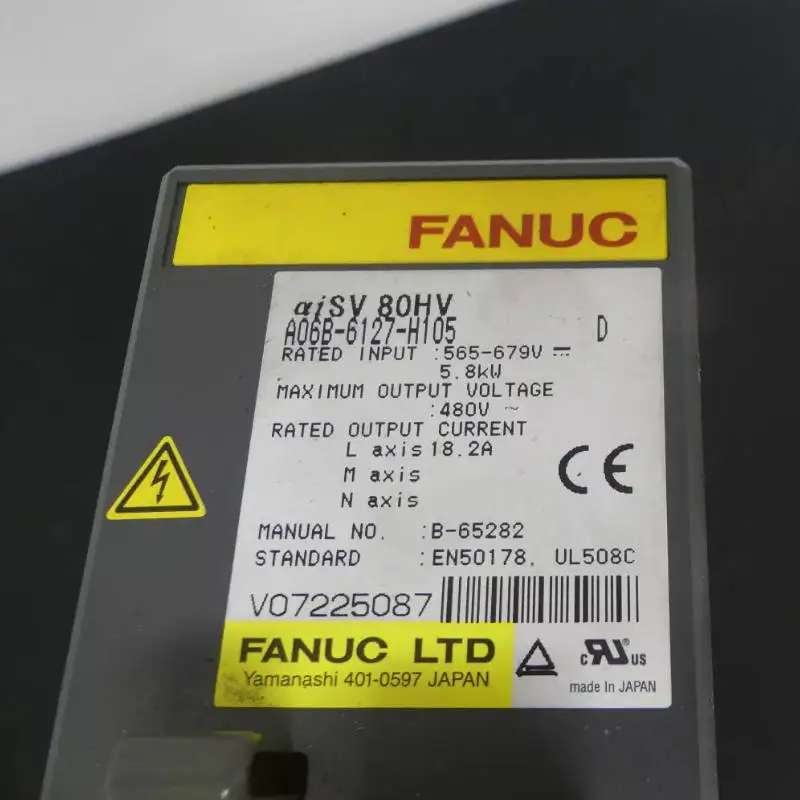 FANUC
αiSV 80HV
A06B-6127-H105 D
RATED INPUT :565-679V ⎓
5.8kW
MAXIMUM OUTPUT VOLTAGE
:480V ~
RATED OUTPUT CURRENT
L axis 18.2A
M axis
N axis
CE
MANUAL NO. :B-65282
STANDARD :EN50178, UL508C
V07225087
FANUC LTD
Yamanashi 401-0597 JAPAN
c RU® US
made In JAPAN